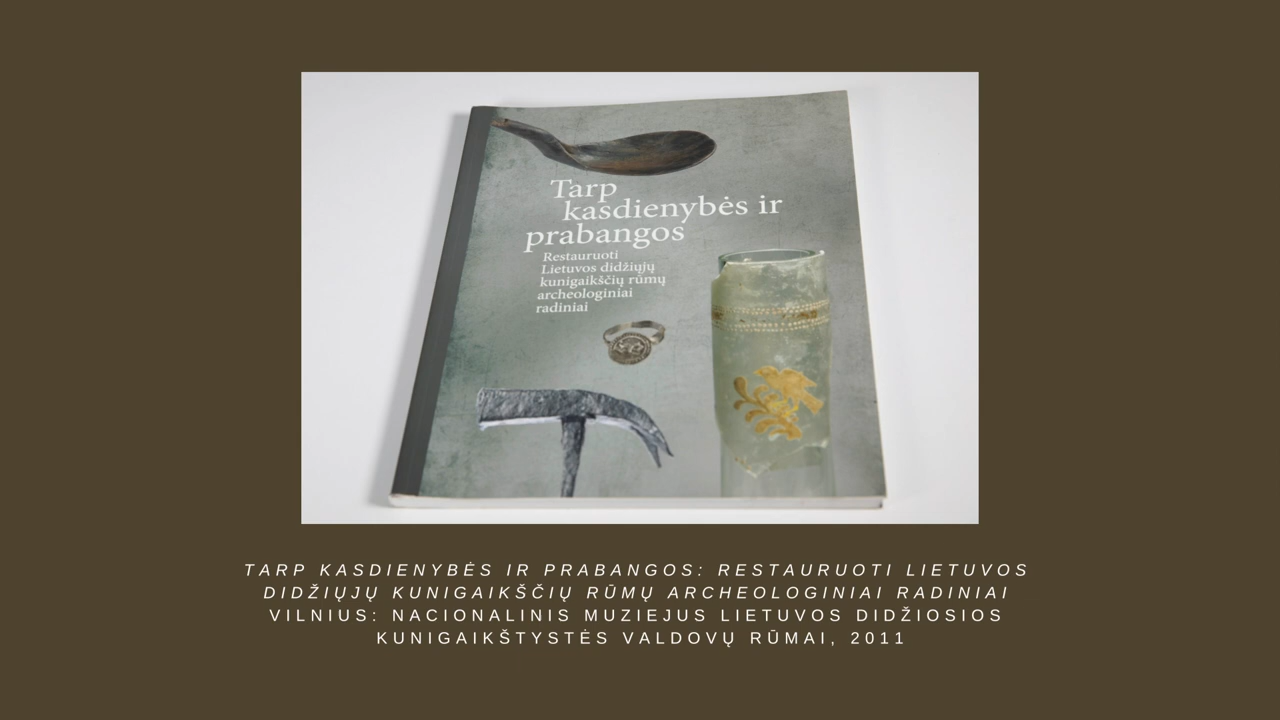 Tarp
kasdienybės ir
prabangos
Restauruoti
Lietuvos didžiųjų
kunigaikščių rūmų
archeologiniai
radiniai
TARP KASDIENYBĖS IR PRABANGOS: RESTAURUOTI LIETUVOS
DIDŽIŲJŲ KUNIGAIKŠČIŲ RŪMŲ ARCHEOLOGINIAI RADINIAI
VILNIUS: NACIONALINIS MUZIEJUS LIETUVOS DIDŽIOSIOS
KUNIGAIKŠTYSTĖS VALDOVŲ RŪMAI, 2011